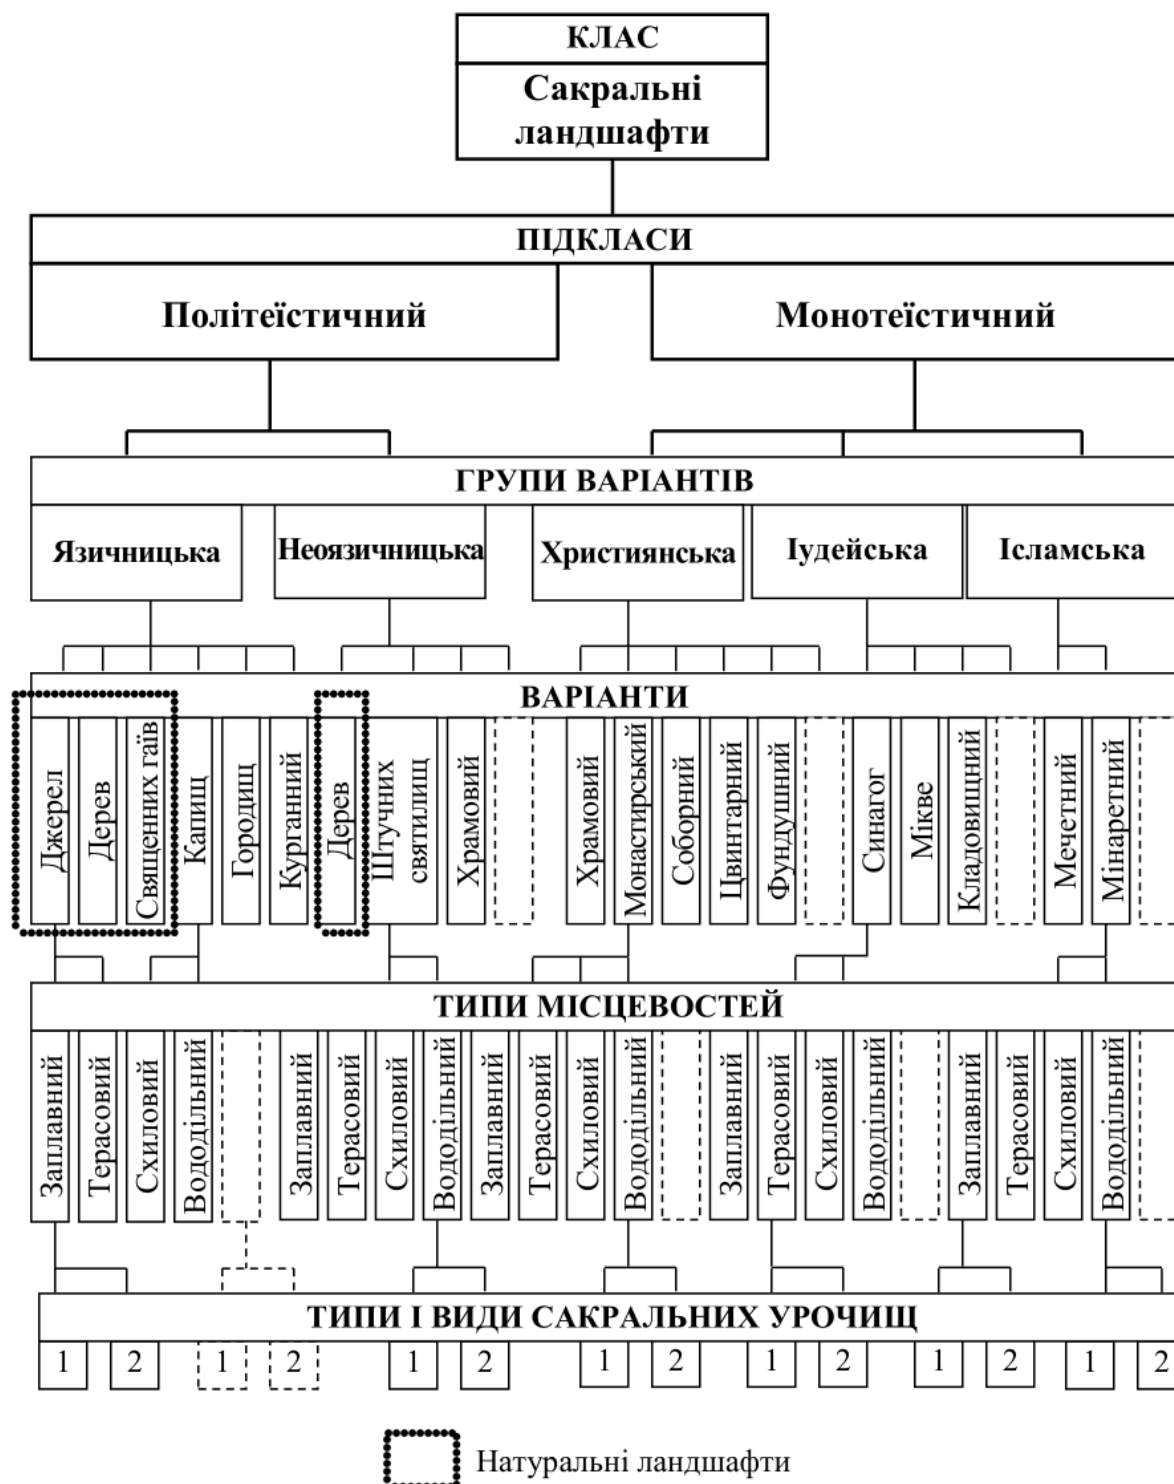 КЛАС
Сакральні
ландшафти
ПІДКЛАСИ
Політеїстичний
Монотеїстичний
ГРУПИ ВАРІАНТІВ
Язичницька
Неоязичницька
Християнська
Іудейська
Ісламська
ВАРІАНТИ
Джерел
Дерев
Священних гаїв
Капищ
Городищ
Курганний
Дерев
Штучних
святилищ
Храмовий
Храмовий
Монастирський
Соборний
Цвинтарний
Фундушний
Синагог
Мікве
Кладовищний
Мечетний
Мінаретний
ТИПИ МІСЦЕВОСТЕЙ
Заплавний
Терасовий
Схиловий
Вододільний
Заплавний
Терасовий
Схиловий
Вододільний
Заплавний
Терасовий
Схиловий
Вододільний
Заплавний
Терасовий
Схиловий
Вододільний
Заплавний
Терасовий
Схиловий
Вододільний
ТИПИ І ВИДИ САКРАЛЬНИХ УРОЧИЩ
1 2 1 2 1 2 1 2 1 2 1 2 1 2
Натуральні ландшафти